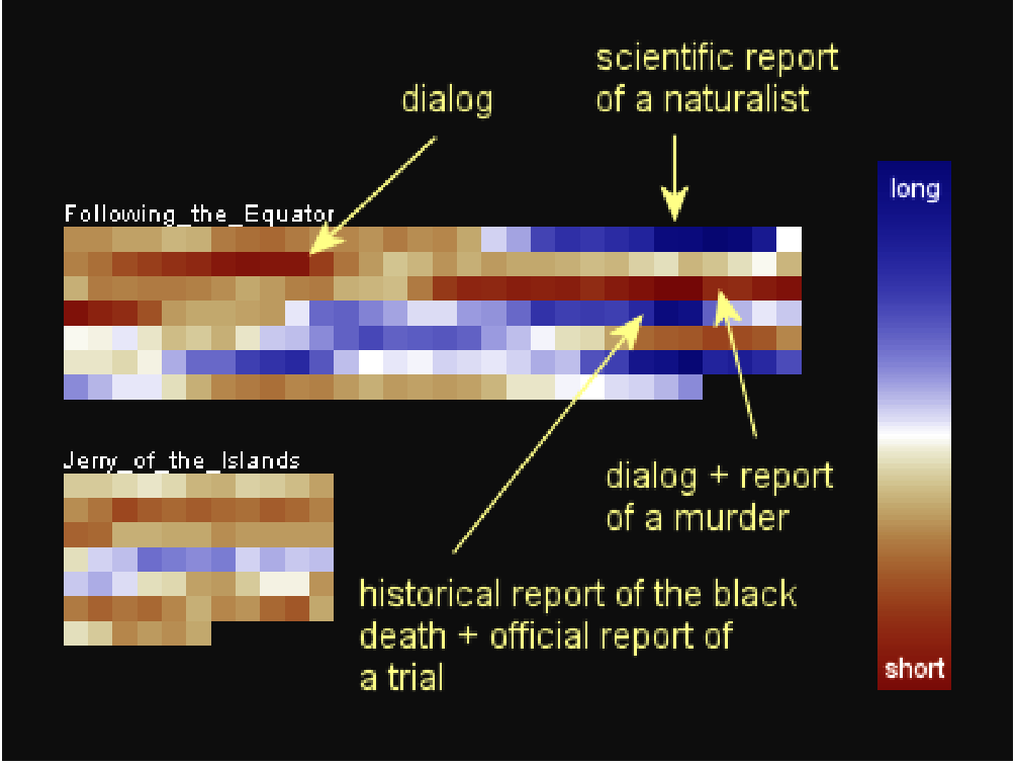 scientific report
of a naturalist
dialog
long
Following_the_Equator
Jerry_of_the_Islands
dialog + report
of a murder
historical report of the black
death + official report of
a trial
short